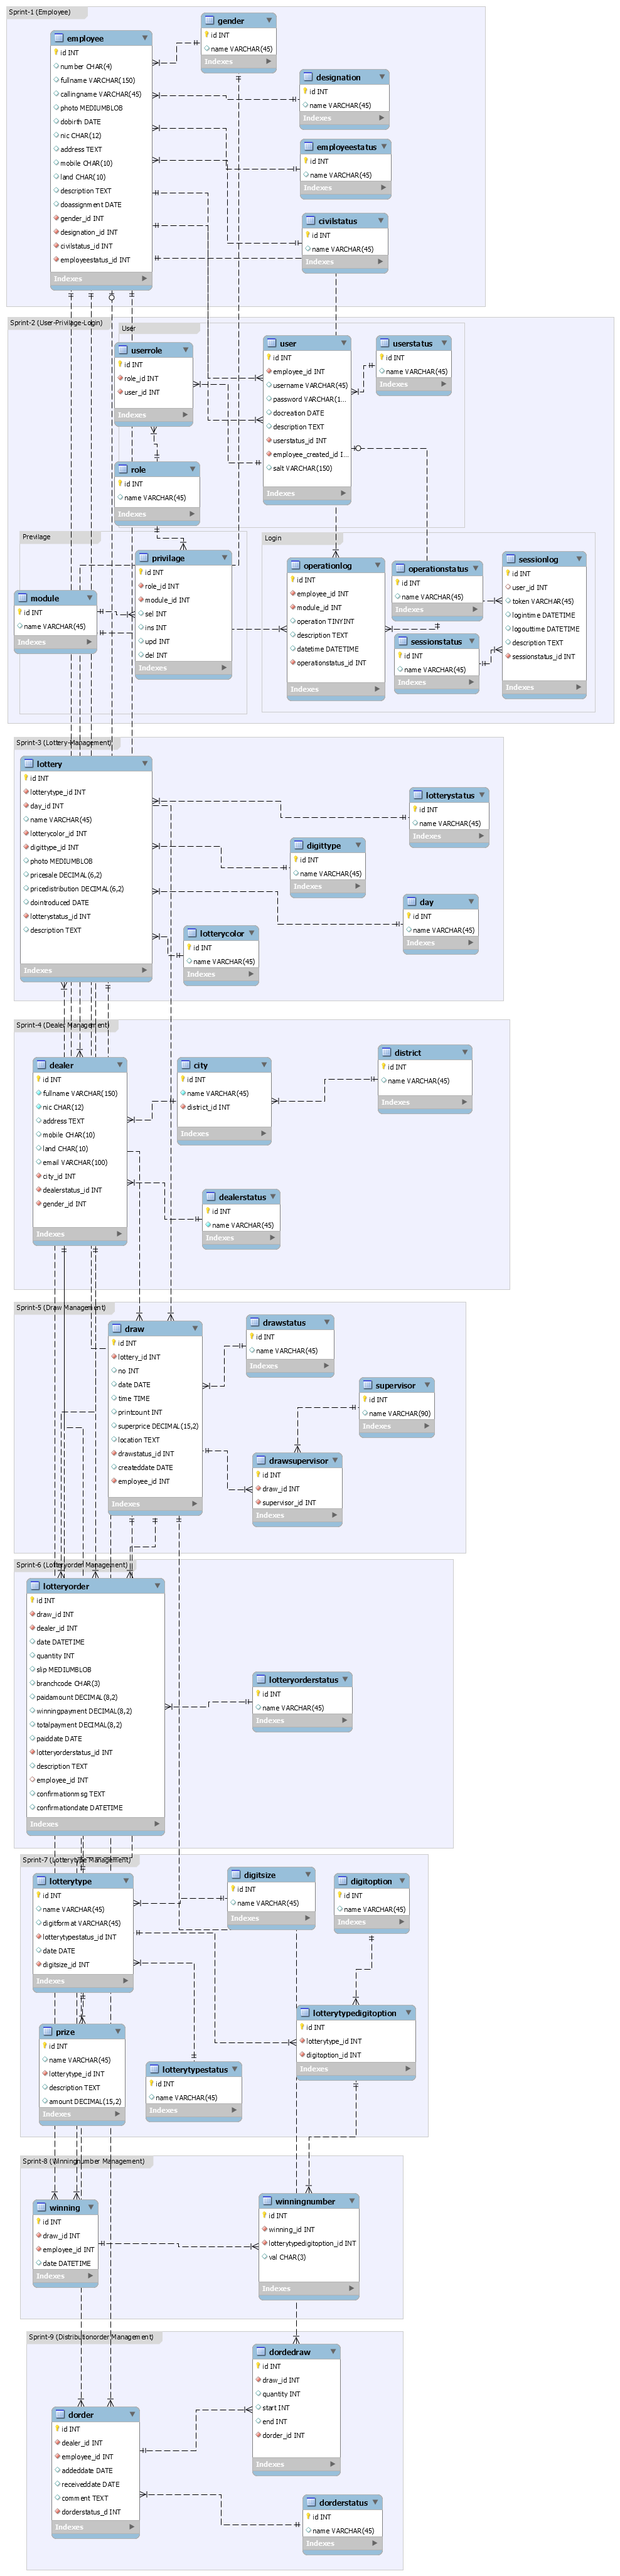 Sprint-1 (Employee)
gender
id INT
name VARCHAR(45)
Indexes
employee
id INT
number CHAR(4)
fullname VARCHAR(150)
callingname VARCHAR(45)
photo MEDIUMBLOB
dobirth DATE
nic CHAR(12)
address TEXT
mobile CHAR(10)
land CHAR(10)
description TEXT
doassignment DATE
gender_id INT
designation_id INT
civilstatus_id INT
employeestatus_id INT
Indexes
designation
id INT
name VARCHAR(45)
Indexes
employeestatus
id INT
name VARCHAR(45)
Indexes
civilstatus
id INT
name VARCHAR(45)
Indexes
Sprint-2 (User-Privilage-Login)
User
userrole
id INT
role_id INT
user_id INT
Indexes
user
id INT
employee_id INT
username VARCHAR(45)
password VARCHAR(1...
docreation DATE
description TEXT
userstatus_id INT
employee_created_id I...
salt VARCHAR(150)
Indexes
userstatus
id INT
name VARCHAR(45)
Indexes
role
id INT
name VARCHAR(45)
Indexes
Previlage
privilage
id INT
role_id INT
module_id INT
sel INT
ins INT
upd INT
del INT
Indexes
module
id INT
name VARCHAR(45)
Indexes
Login
operationlog
id INT
employee_id INT
module_id INT
operation TINYINT
description TEXT
datetime DATETIME
operationstatus_id INT
Indexes
operationstatus
id INT
name VARCHAR(45)
Indexes
sessionstatus
id INT
name VARCHAR(45)
Indexes
sessionlog
id INT
user_id INT
token VARCHAR(45)
logintime DATETIME
logouttime DATETIME
description TEXT
sessionstatus_id INT
Indexes
Sprint-3 (Lottery-Management)
lottery
id INT
lotterytype_id INT
day_id INT
name VARCHAR(45)
lotterycolor_id INT
digittype_id INT
photo MEDIUMBLOB
pricesale DECIMAL(6,2)
pricedistribution DECIMAL(6,2)
dointroduced DATE
lotterystatus_id INT
description TEXT
Indexes
lotterystatus
id INT
name VARCHAR(45)
Indexes
digittype
id INT
name VARCHAR(45)
Indexes
day
id INT
name VARCHAR(45)
Indexes
lotterycolor
id INT
name VARCHAR(45)
Indexes
Sprint-4 (Dealer Management)
dealer
id INT
fullname VARCHAR(150)
nic CHAR(12)
address TEXT
mobile CHAR(10)
land CHAR(10)
email VARCHAR(100)
city_id INT
dealerstatus_id INT
gender_id INT
Indexes
city
id INT
name VARCHAR(45)
district_id INT
Indexes
district
id INT
name VARCHAR(45)
Indexes
dealerstatus
id INT
name VARCHAR(45)
Indexes
Sprint-5 (Draw Management)
draw
id INT
lottery_id INT
no INT
date DATE
time TIME
printcount INT
superprice DECIMAL(15,2)
location TEXT
drawstatus_id INT
createddate DATE
employee_id INT
Indexes
drawstatus
id INT
name VARCHAR(45)
Indexes
supervisor
id INT
name VARCHAR(90)
Indexes
drawsupervisor
id INT
draw_id INT
supervisor_id INT
Indexes
Sprint-6 (Lotteryorder Management)
lotteryorder
id INT
draw_id INT
dealer_id INT
date DATETIME
quantity INT
slip MEDIUMBLOB
branchcode CHAR(3)
paidamount DECIMAL(8,2)
winningpayment DECIMAL(8,2)
totalpayment DECIMAL(8,2)
paiddate DATE
lotteryorderstatus_id INT
description TEXT
employee_id INT
confirmationmsg TEXT
confirmationdate DATETIME
Indexes
lotteryorderstatus
id INT
name VARCHAR(45)
Indexes
Sprint-7 (Lotterytype Management)
lotterytype
id INT
name VARCHAR(45)
digitformat VARCHAR(45)
lotterytypestatus_id INT
date DATE
digitsize_id INT
Indexes
digitsize
id INT
name VARCHAR(45)
Indexes
digitoption
id INT
name VARCHAR(45)
Indexes
lotterytypedigitoption
id INT
lotterytype_id INT
digitoption_id INT
Indexes
prize
id INT
name VARCHAR(45)
lotterytype_id INT
description TEXT
amount DECIMAL(15,2)
Indexes
lotterytypestatus
id INT
name VARCHAR(45)
Indexes
Sprint-8 (Winningnumber Management)
winning
id INT
draw_id INT
employee_id INT
date DATETIME
Indexes
winningnumber
id INT
winning_id INT
lotterytypedigitoption_id INT
val CHAR(3)
Indexes
Sprint-9 (Distributionorder Management)
dordedraw
id INT
draw_id INT
quantity INT
start INT
end INT
dorder_id INT
Indexes
dorder
id INT
dealer_id INT
employee_id INT
addeddate DATE
receiveddate DATE
comment TEXT
dorderstatus_d INT
Indexes
dorderstatus
id INT
name VARCHAR(45)
Indexes